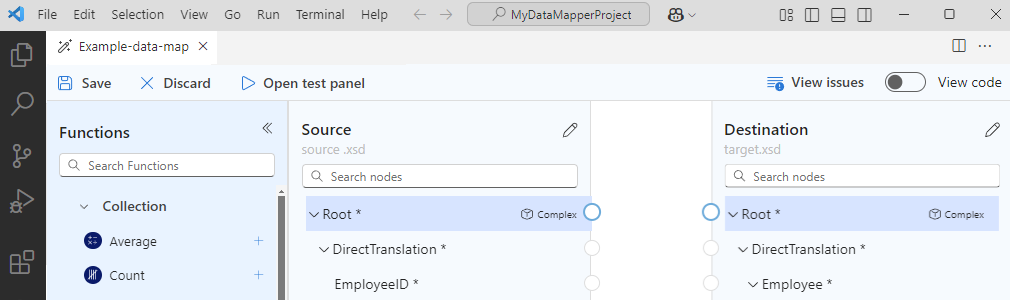 File Edit Selection View Go Run Terminal Help MyDataMapperProject
Example-data-map
Save Discard Open test panel View issues View code
Functions
Search Functions
Collection
Average
Count
Source
source .xsd
Search nodes
Root * Complex
DirectTranslation *
EmployeeID *
Destination
target.xsd
Search nodes
Root * Complex
DirectTranslation *
Employee *